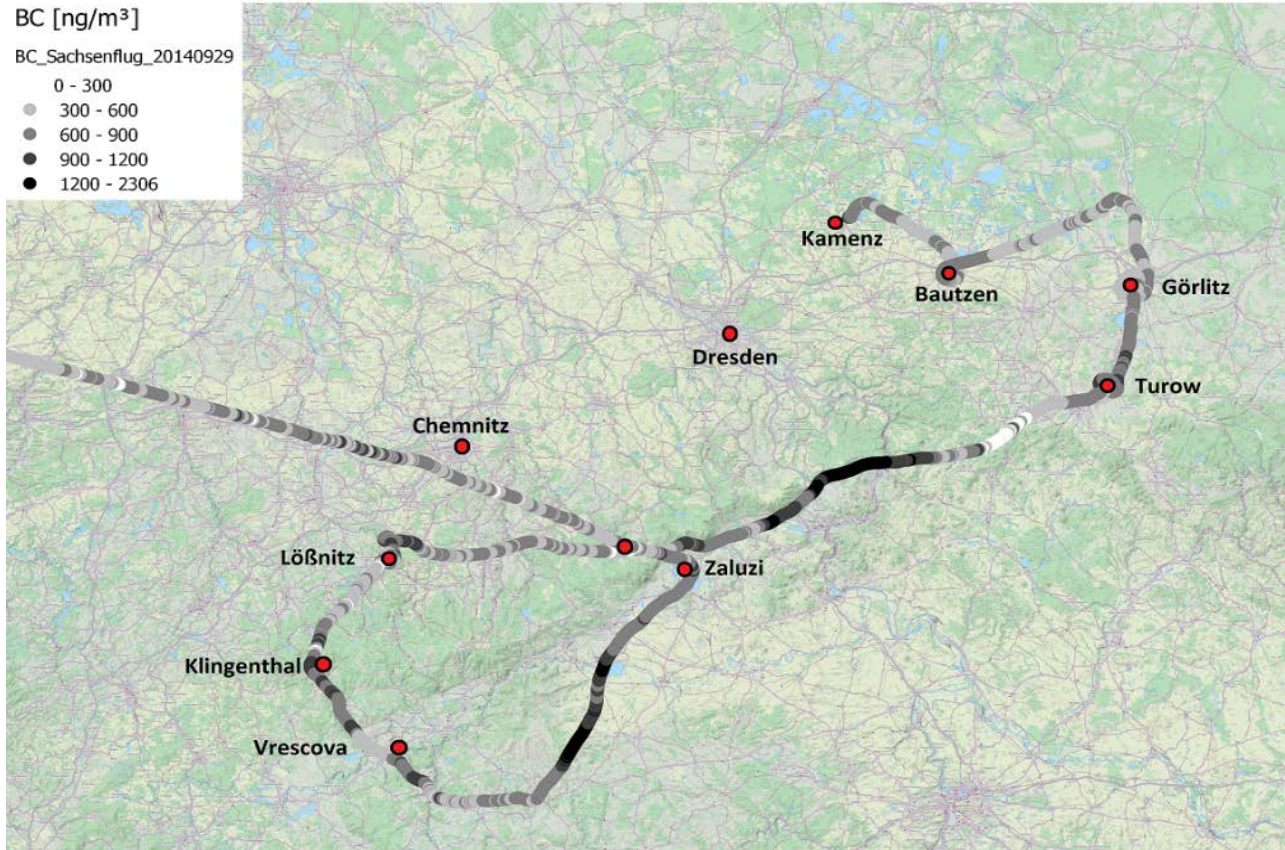 BC [ng/m³]
BC_Sachsenflug_20140929
0 - 300
300 - 600
600 - 900
900 - 1200
1200 - 2306
Kamenz
Bautzen
Görlitz
Dresden
Turow
Chemnitz
Lößnitz
Zaluzi
Klingenthal
Vrescova